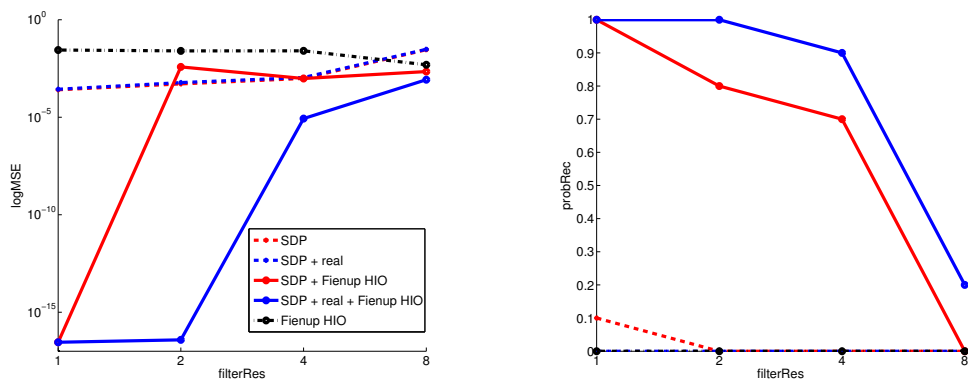 10^0
10^-5
10^-10
10^-15
logMSE
1 2 4 8
filterRes
SDP
SDP + real
SDP + Fienup HIO
SDP + real + Fienup HIO
Fienup HIO
1
0.9
0.8
0.7
0.6
0.5
0.4
0.3
0.2
0.1
0
probRec
1 2 4 8
filterRes